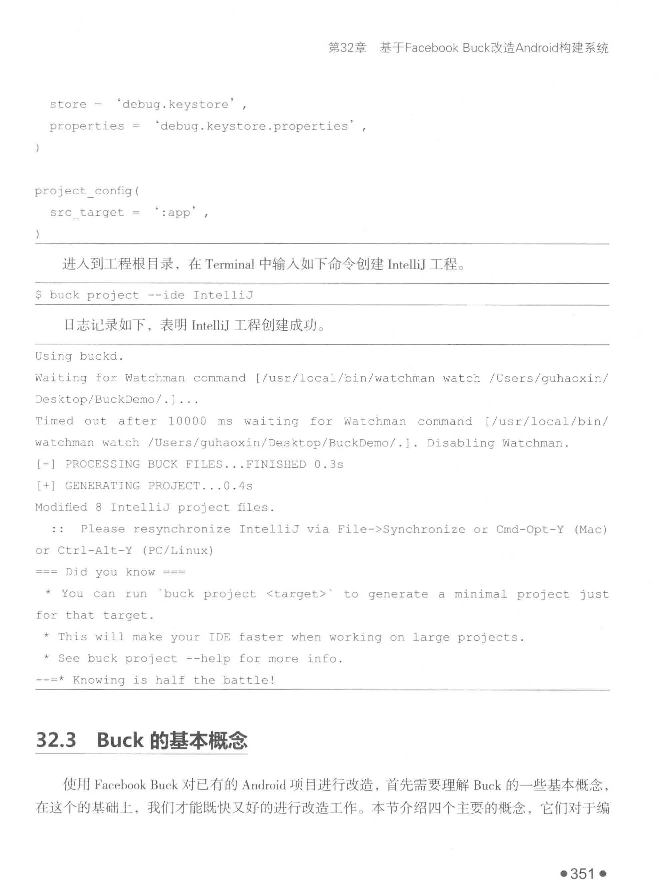 第32章 基于Facebook Buck改造Android构建系统
store = 'debug.keystore',
properties = 'debug.keystore.properties',
)
project_config(
src_target = ':app',
)
进入到工程根目录，在 Terminal 中输入如下命令创建 IntelliJ 工程。
$ buck project --ide IntelliJ
日志记录如下，表明 IntelliJ 工程创建成功。
Using buckd.
Waiting for Watchman command [/usr/local/bin/watchman watch /Users/guhaoxin/
Desktop/BuckDemo/.]...
Timed out after 10000 ms waiting for Watchman command [/usr/local/bin/
watchman watch /Users/guhaoxin/Desktop/BuckDemo/.]. Disabling Watchman.
[-] PROCESSING BUCK FILES...FINISHED 0.3s
[+] GENERATING PROJECT...0.4s
Modified 8 IntelliJ project files.
:: Please resynchronize IntelliJ via File->Synchronize or Cmd-Opt-Y (Mac)
or Ctrl-Alt-Y (PC/Linux)
=== Did you know ===
* You can run `buck project <target>` to generate a minimal project just
for that target.
* This will make your IDE faster when working on large projects.
* See buck project --help for more info.
--=* Knowing is half the battle!
32.3 Buck 的基本概念
使用 Facebook Buck 对已有的 Android 项目进行改造，首先需要理解 Buck 的一些基本概念，
在这个的基础上，我们才能既快又好的进行改造工作。本节介绍四个主要的概念，它们对于编
●351●